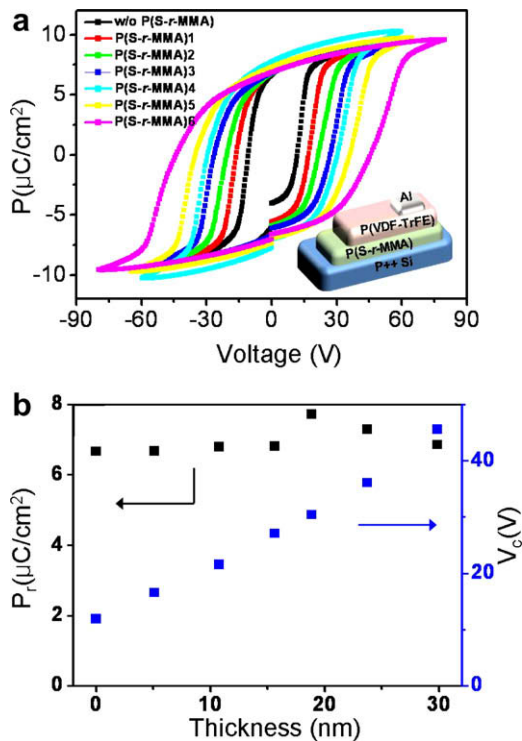 a
10
5
0
-5
-10
P(μC/cm²)
w/o P(S-r-MMA)
P(S-r-MMA)1
P(S-r-MMA)2
P(S-r-MMA)3
P(S-r-MMA)4
P(S-r-MMA)5
P(S-r-MMA)6
Al
P(VDF-TrFE)
P(S-r-MMA)
P++ Si
-90 -60 -30 0 30 60 90
Voltage (V)
b
8
6
4
2
0
Pr(μC/cm²)
40
20
0
Vc(V)
0 10 20 30
Thickness (nm)